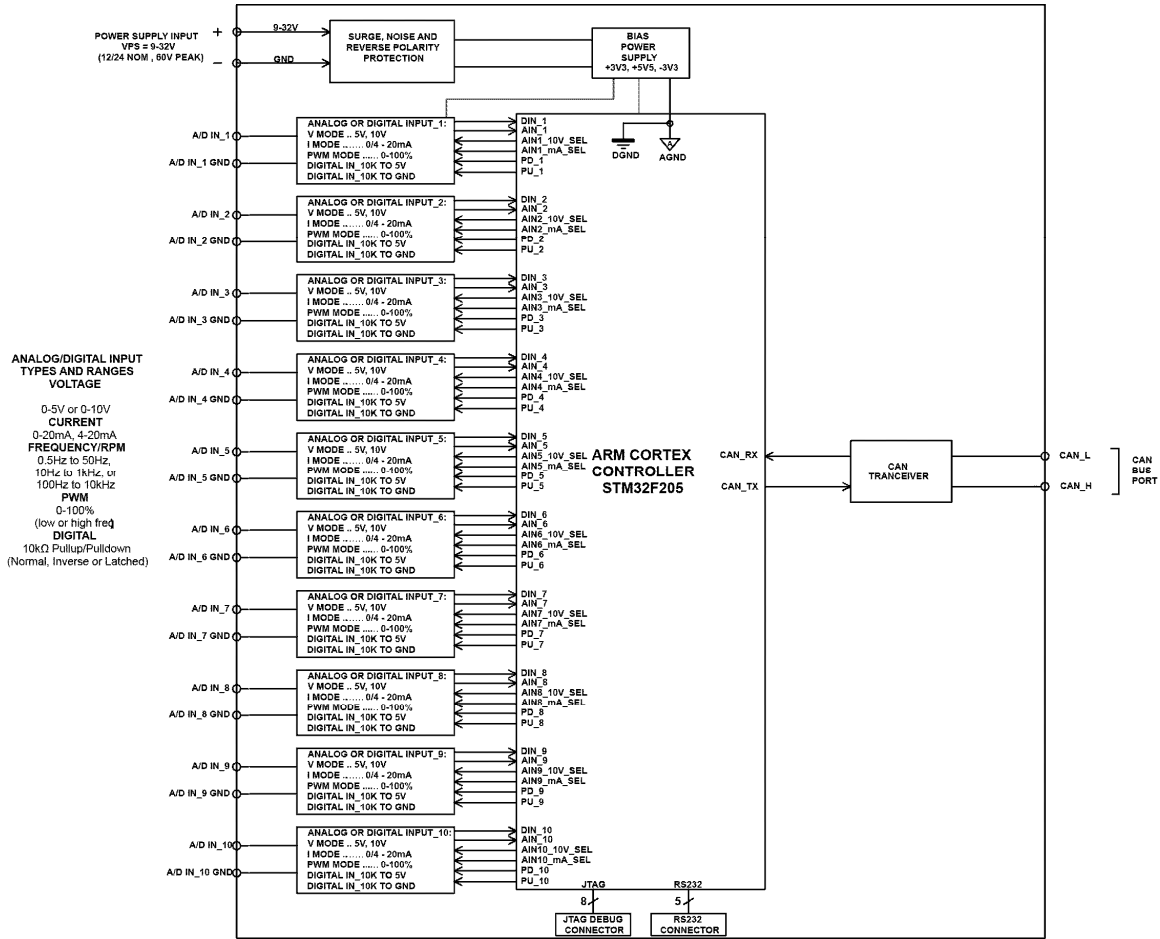 POWER SUPPLY INPUT
VPS = 9-32V
(12/24 NOM , 60V PEAK)
+
−
9-32V
GND
SURGE, NOISE AND
REVERSE POLARITY
PROTECTION
BIAS
POWER
SUPPLY
+3V3, +5V5, -3V3
DGND
A
AGND
A/D IN_1
A/D IN_1 GND
ANALOG OR DIGITAL INPUT_1:
V MODE .. 5V, 10V
I MODE ....... 0/4 - 20mA
PWM MODE ...... 0-100%
DIGITAL IN_10K TO 5V
DIGITAL IN_10K TO GND
DIN_1
AIN_1
AIN1_10V_SEL
AIN1_mA_SEL
PD_1
PU_1
A/D IN_2
A/D IN_2 GND
ANALOG OR DIGITAL INPUT_2:
V MODE .. 5V, 10V
I MODE ....... 0/4 - 20mA
PWM MODE ...... 0-100%
DIGITAL IN_10K TO 5V
DIGITAL IN_10K TO GND
DIN_2
AIN_2
AIN2_10V_SEL
AIN2_mA_SEL
PD_2
PU_2
A/D IN_3
A/D IN_3 GND
ANALOG OR DIGITAL INPUT_3:
V MODE .. 5V, 10V
I MODE ....... 0/4 - 20mA
PWM MODE ...... 0-100%
DIGITAL IN_10K TO 5V
DIGITAL IN_10K TO GND
DIN_3
AIN_3
AIN3_10V_SEL
AIN3_mA_SEL
PD_3
PU_3
A/D IN_4
A/D IN_4 GND
ANALOG OR DIGITAL INPUT_4:
V MODE .. 5V, 10V
I MODE ....... 0/4 - 20mA
PWM MODE ...... 0-100%
DIGITAL IN_10K TO 5V
DIGITAL IN_10K TO GND
DIN_4
AIN_4
AIN4_10V_SEL
AIN4_mA_SEL
PD_4
PU_4
ANALOG/DIGITAL INPUT
TYPES AND RANGES
VOLTAGE
0-5V or 0-10V
CURRENT
0-20mA, 4-20mA
FREQUENCY/RPM
0.5Hz to 50Hz,
10Hz to 1kHz, or
100Hz to 10kHz
PWM
0-100%
(low or high freq)
DIGITAL
10kΩ Pullup/Pulldown
(Normal, Inverse or Latched)
A/D IN_5
A/D IN_5 GND
ANALOG OR DIGITAL INPUT_5:
V MODE .. 5V, 10V
I MODE ....... 0/4 - 20mA
PWM MODE ...... 0-100%
DIGITAL IN_10K TO 5V
DIGITAL IN_10K TO GND
DIN_5
AIN_5
AIN5_10V_SEL
AIN5_mA_SEL
PD_5
PU_5
ARM CORTEX
CONTROLLER
STM32F205
CAN_RX
CAN_TX
CAN
TRANCEIVER
CAN_L
CAN_H
CAN
BUS
PORT
A/D IN_6
A/D IN_6 GND
ANALOG OR DIGITAL INPUT_6:
V MODE .. 5V, 10V
I MODE ....... 0/4 - 20mA
PWM MODE ...... 0-100%
DIGITAL IN_10K TO 5V
DIGITAL IN_10K TO GND
DIN_6
AIN_6
AIN6_10V_SEL
AIN6_mA_SEL
PD_6
PU_6
A/D IN_7
A/D IN_7 GND
ANALOG OR DIGITAL INPUT_7:
V MODE .. 5V, 10V
I MODE ....... 0/4 - 20mA
PWM MODE ...... 0-100%
DIGITAL IN_10K TO 5V
DIGITAL IN_10K TO GND
DIN_7
AIN_7
AIN7_10V_SEL
AIN7_mA_SEL
PD_7
PU_7
A/D IN_8
A/D IN_8 GND
ANALOG OR DIGITAL INPUT_8:
V MODE .. 5V, 10V
I MODE ....... 0/4 - 20mA
PWM MODE ...... 0-100%
DIGITAL IN_10K TO 5V
DIGITAL IN_10K TO GND
DIN_8
AIN_8
AIN8_10V_SEL
AIN8_mA_SEL
PD_8
PU_8
A/D IN_9
A/D IN_9 GND
ANALOG OR DIGITAL INPUT_9:
V MODE .. 5V, 10V
I MODE ....... 0/4 - 20mA
PWM MODE ...... 0-100%
DIGITAL IN_10K TO 5V
DIGITAL IN_10K TO GND
DIN_9
AIN_9
AIN9_10V_SEL
AIN9_mA_SEL
PD_9
PU_9
A/D IN_10
A/D IN_10 GND
ANALOG OR DIGITAL INPUT_10:
V MODE .. 5V, 10V
I MODE ....... 0/4 - 20mA
PWM MODE ...... 0-100%
DIGITAL IN_10K TO 5V
DIGITAL IN_10K TO GND
DIN_10
AIN_10
AIN10_10V_SEL
AIN10_mA_SEL
PD_10
PU_10
JTAG
RS232
8
5
JTAG DEBUG
CONNECTOR
RS232
CONNECTOR